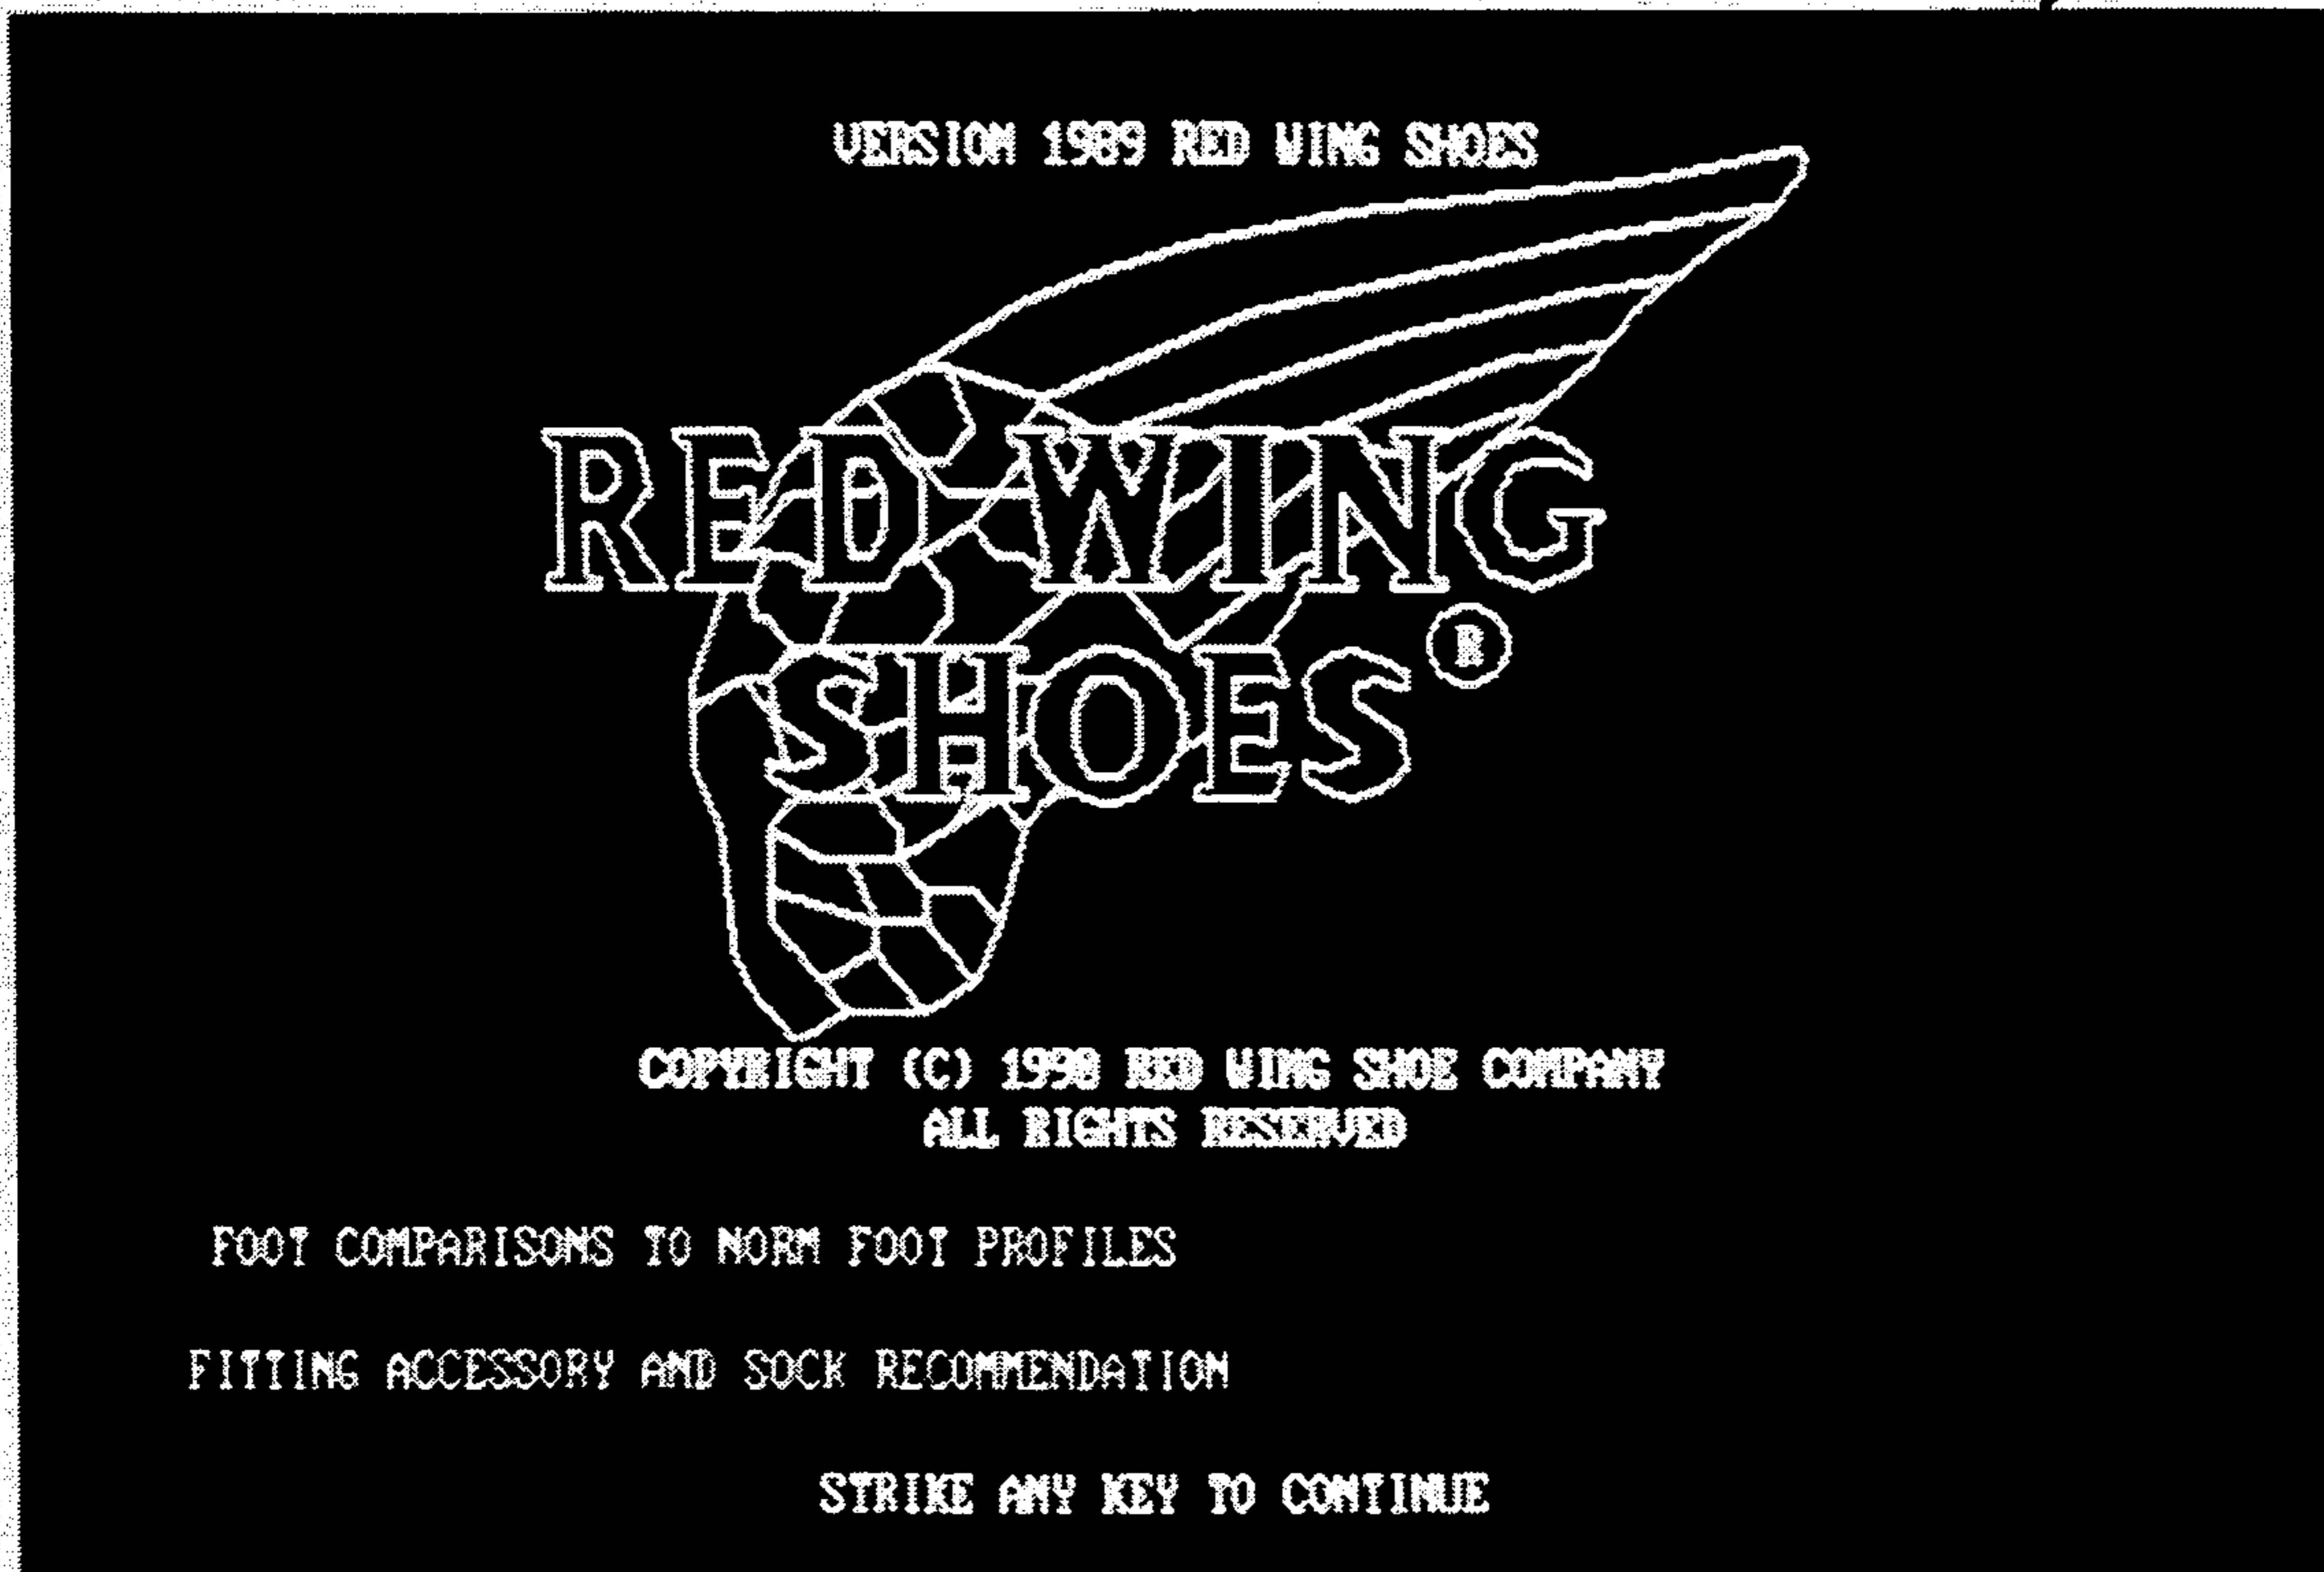 VERSION 1989 RED WING SHOES
RED WING
SHOES ®
COPYRIGHT (C) 1990 RED WING SHOE COMPANY
ALL RIGHTS RESERVED
FOOT COMPARISONS TO NORM FOOT PROFILES
FITTING ACCESSORY AND SOCK RECOMMENDATION
STRIKE ANY KEY TO CONTINUE